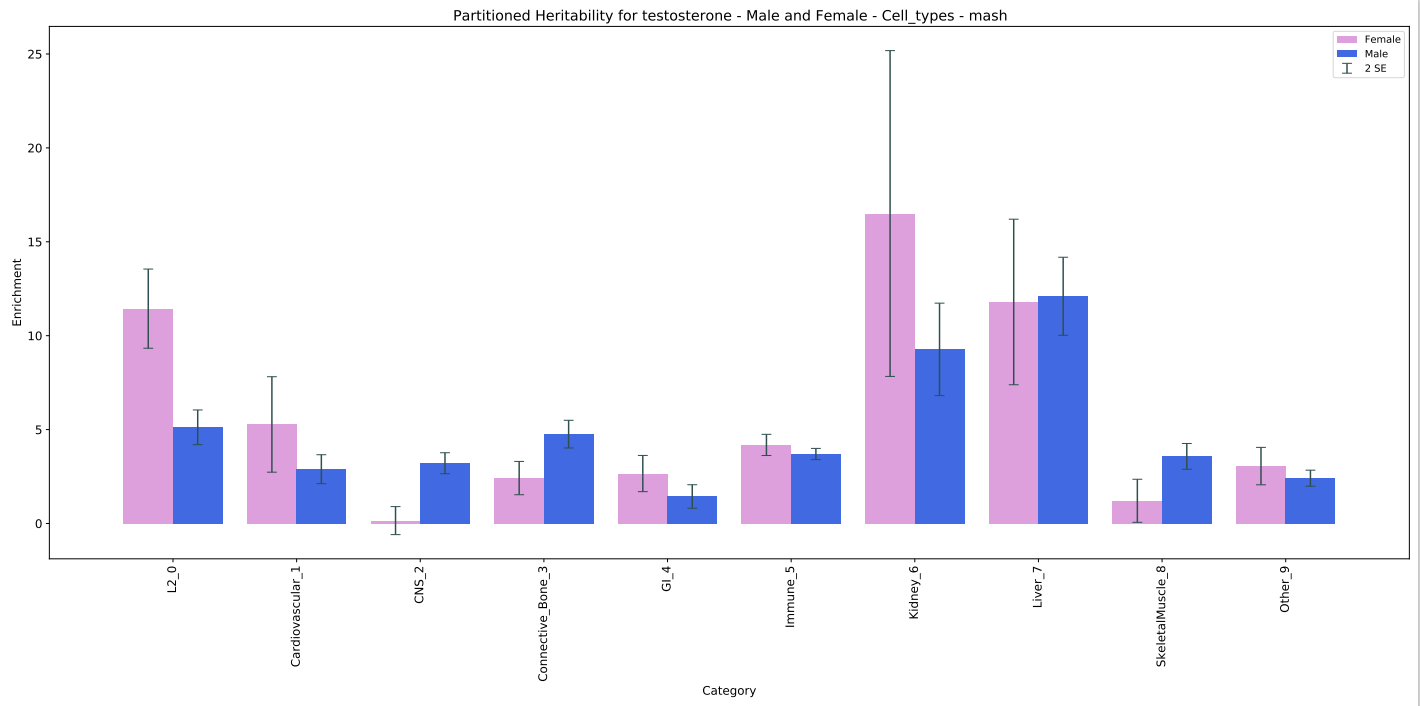 Partitioned Heritability for testosterone - Male and Female - Cell_types - mash
Female
Male
2 SE
25
20
15
10
5
0
Enrichment
L2_0
Cardiovascular_1
CNS_2
Connective_Bone_3
GI_4
Immune_5
Kidney_6
Liver_7
SkeletalMuscle_8
Other_9
Category